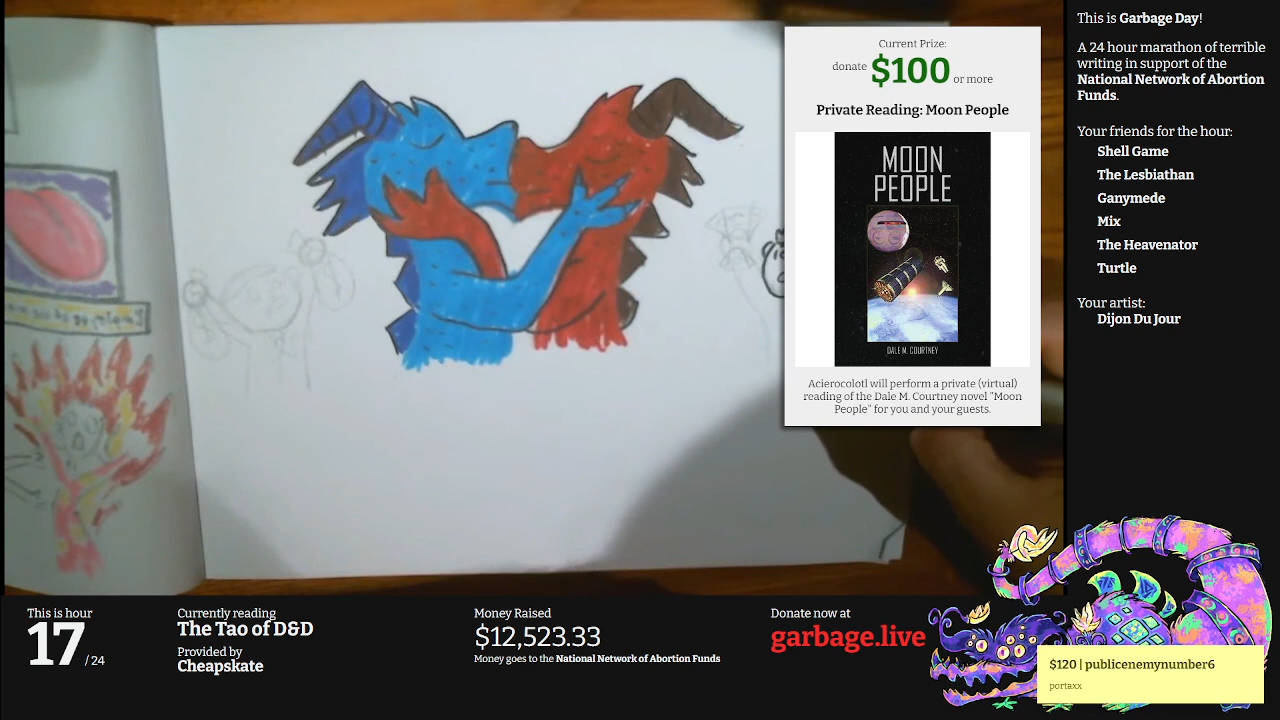 This is Garbage Day!
A 24 hour marathon of terrible
writing in support of the
National Network of Abortion
Funds.
Your friends for the hour:
Shell Game
The Lesbiathan
Ganymede
Mix
The Heavenator
Turtle
Your artist:
Dijon Du Jour
Current Prize:
donate $100 or more
Private Reading: Moon People
MOON
PEOPLE
DALE M. COURTNEY
Acierocolotl will perform a private (virtual)
reading of the Dale M. Courtney novel "Moon
People" for you and your guests.
This is hour
17 / 24
Currently reading
The Tao of D&D
Provided by
Cheapskate
Money Raised
$12,523.33
Money goes to the National Network of Abortion Funds
Donate now at
garbage.live
$120 | publicenemynumber6
portaxx